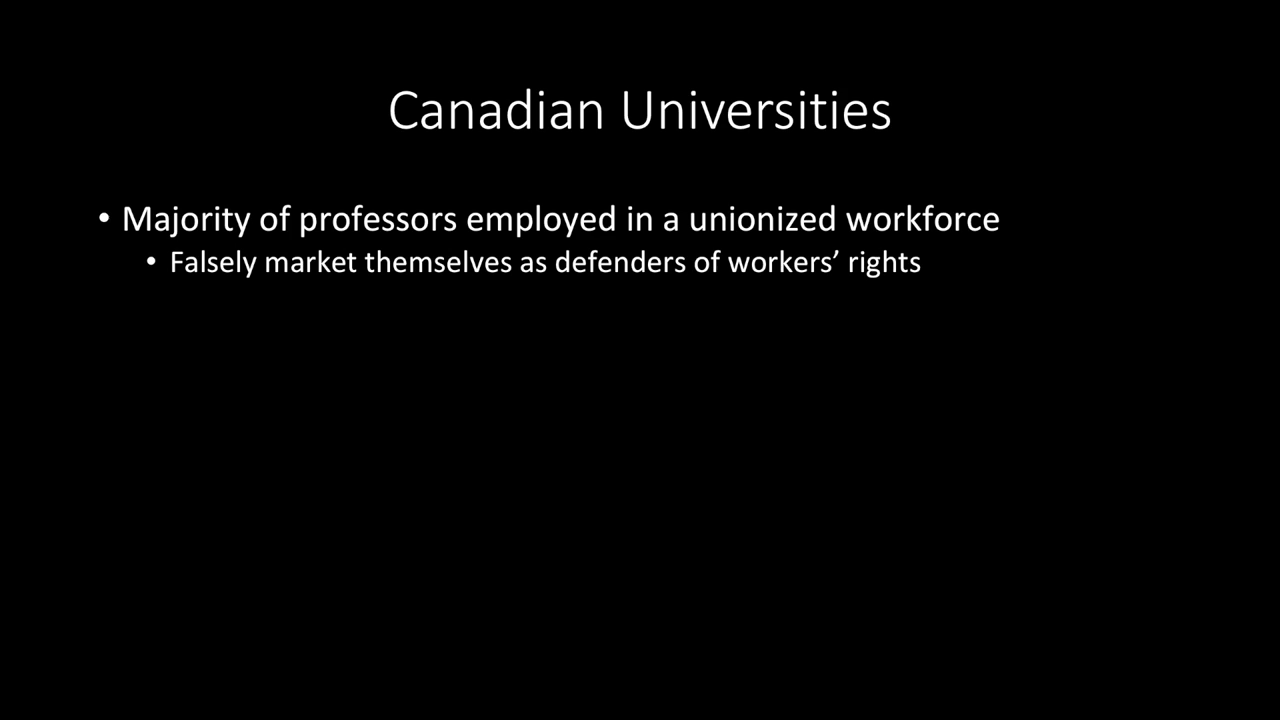 Canadian Universities
• Majority of professors employed in a unionized workforce
• Falsely market themselves as defenders of workers’ rights